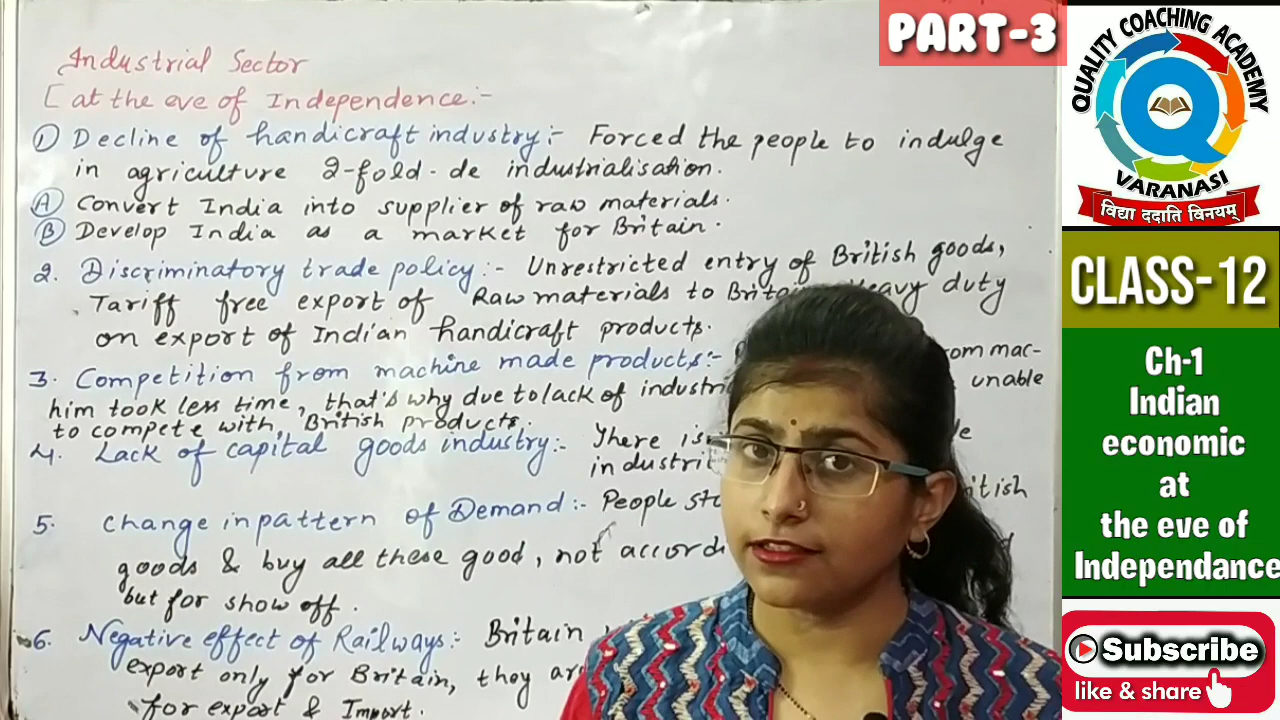 PART-3
Industrial Sector
[ at the eve of Independence:-
① Decline of handicraft industry:- Forced the people to indulge
in agriculture 2-fold-de industrialisation.
Ⓐ Convert India into supplier of raw materials.
Ⓑ Develop India as a market for Britain.
2. Discriminatory trade policy:- Unrestricted entry of British goods,
Tariff free export of Raw materials to Heavy duty
on export of Indian handicraft products.
3. Competition from machine made products:- mac-
him took less time, that's why due to lack of unable
to compete with British products.
4. Lack of capital goods industry:- There
5. Change in pattern of Demand:- People
goods & buy all these good, not
but for show off.
6. Negative effect of Railways:- Britain
export only for Britain, they
for export & Import.
QUALITY COACHING ACADEMY
Q
VARANASI
विद्या ददाति विनयम्
CLASS-12
Ch-1
Indian
economic
at
the eve of
Independance
Subscribe
like & share